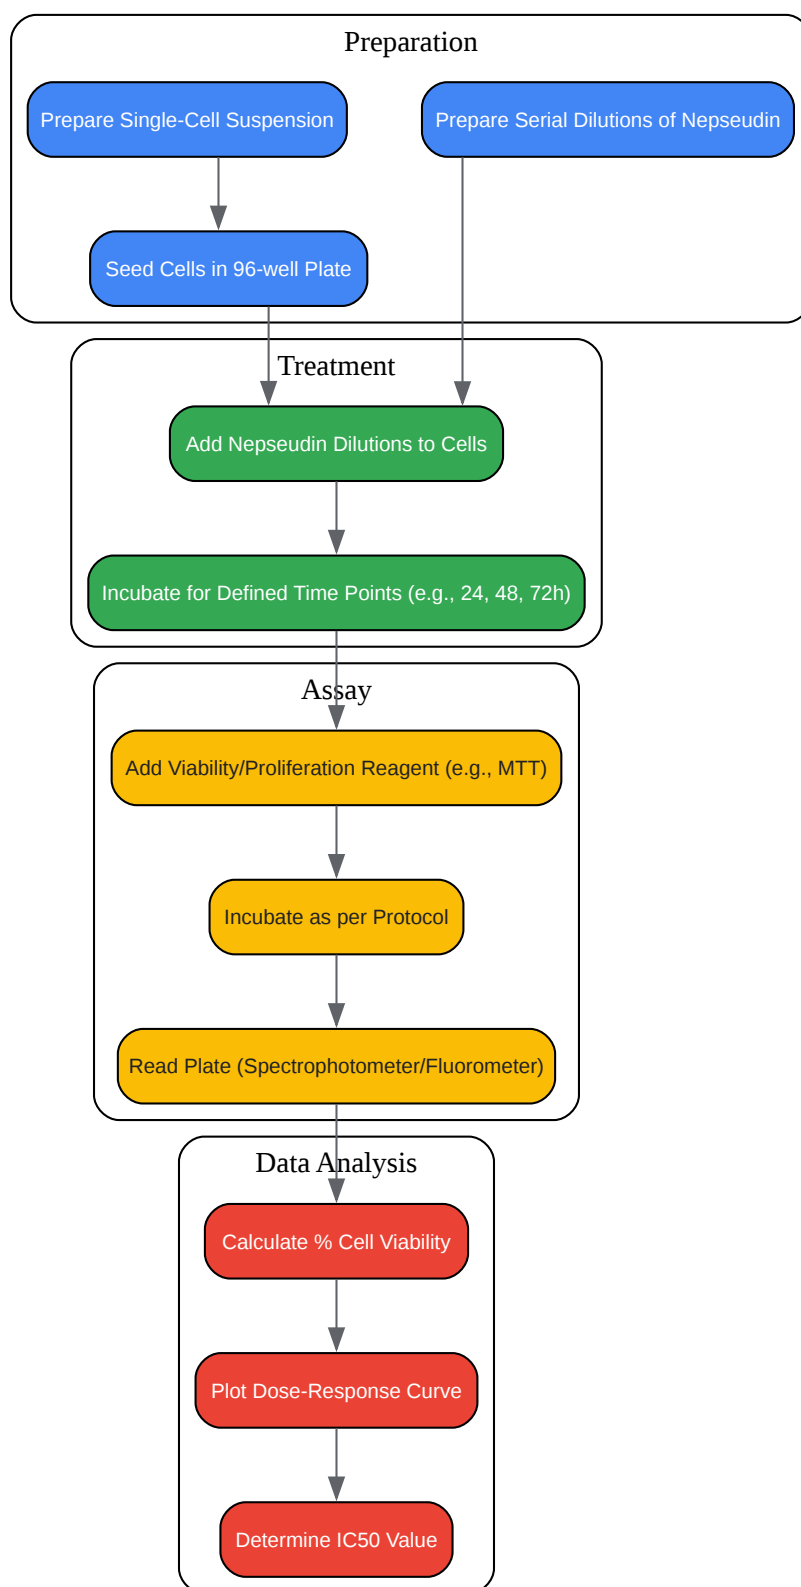 Preparation
Prepare Single-Cell Suspension
Prepare Serial Dilutions of Nepseudin
Seed Cells in 96-well Plate
Treatment
Add Nepseudin Dilutions to Cells
Incubate for Defined Time Points (e.g., 24, 48, 72h)
Assay
Add Viability/Proliferation Reagent (e.g., MTT)
Incubate as per Protocol
Read Plate (Spectrophotometer/Fluorometer)
Data Analysis
Calculate % Cell Viability
Plot Dose-Response Curve
Determine IC50 Value